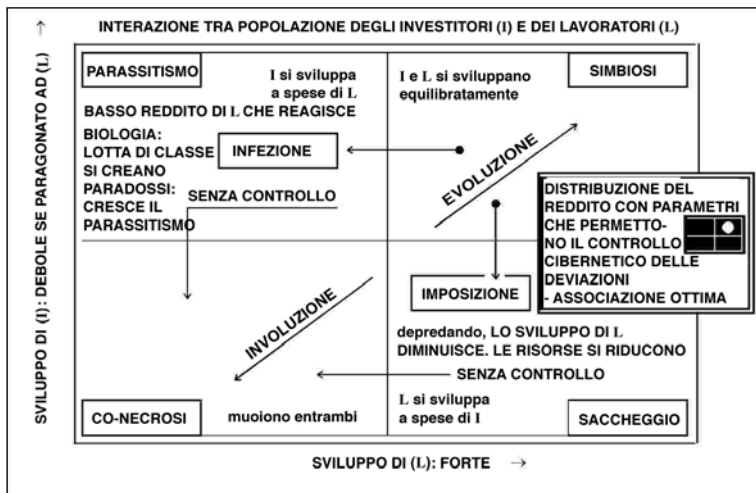 INTERAZIONE TRA POPOLAZIONE DEGLI INVESTITORI (I) E DEI LAVORATORI (L)
SVILUPPO DI (I): DEBOLE SE PARAGONATO AD (L) →
PARASSITISMO
I si sviluppa
a spese di L
BASSO REDDITO DI L CHE REAGISCE
BIOLOGIA:
LOTTA DI CLASSE
SI CREANO
PARADOSSI:
CRESCE IL
PARASSITISMO
INFEZIONE
SENZA CONTROLLO
I e L si sviluppano
equilibratamente
SIMBIOSI
EVOLUZIONE
DISTRIBUZIONE DEL
REDDITO CON PARAMETRI
CHE PERMETTO-
NO IL CONTROLLO
CIBERNETICO DELLE
DEVIAZIONI
- ASSOCIAZIONE OTTIMA
INVOLUZIONE
CO-NECROSI
muoiono entrambi
IMPOSIZIONE
depredando, LO SVILUPPO DI L
DIMINUISCE. LE RISORSE SI RIDUCONO
SENZA CONTROLLO
L si sviluppa
a spese di I
SACCHEGGIO
SVILUPPO DI (L): FORTE →